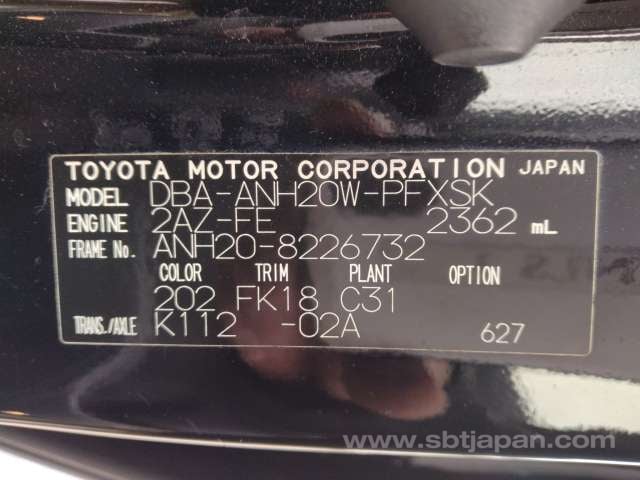 TOYOTA MOTOR CORPORATION JAPAN
MODEL DBA-ANH20W-PFXSK
ENGINE 2AZ-FE 2362 mL
FRAME No. ANH20-8226732
COLOR TRIM PLANT OPTION
202 FK18 C31
TRANS./AXLE K112 -02A 627
www.sbtjapan.com